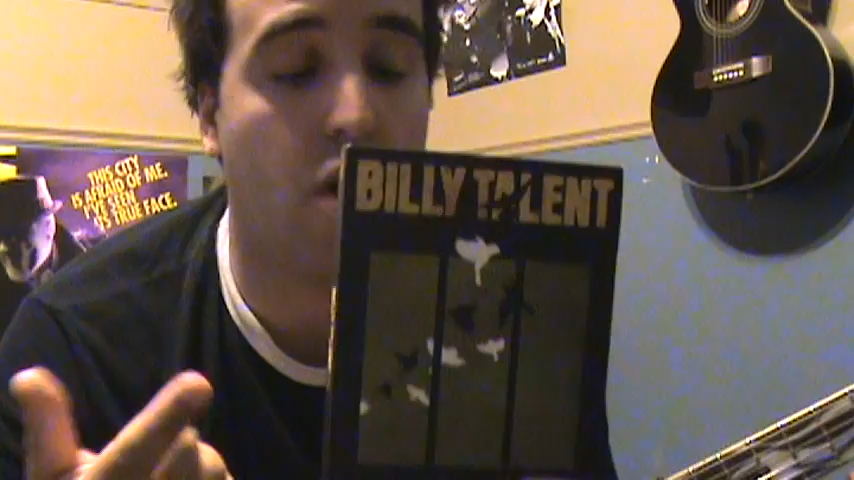 BILLY TALENT
THIS CITY
IS AFRAID OF ME.
I'VE SEEN
ITS TRUE FACE.